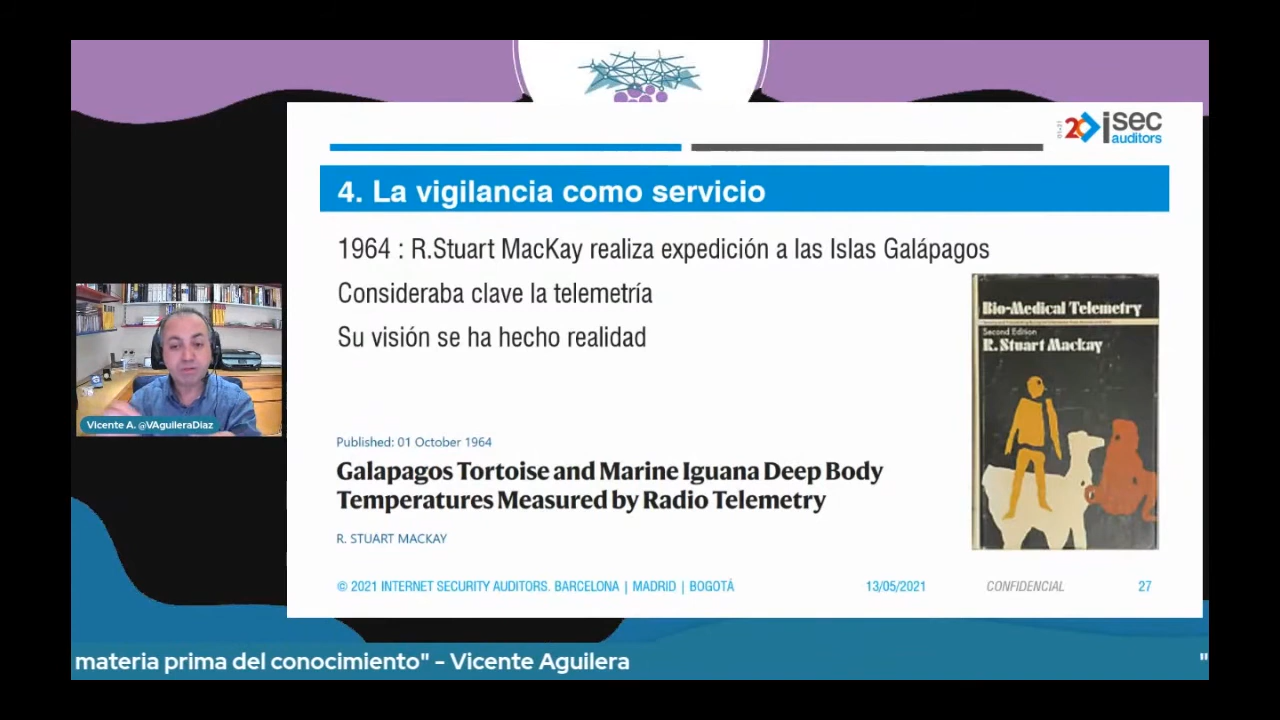 20
isec
auditors
4. La vigilancia como servicio
1964 : R.Stuart MacKay realiza expedición a las Islas Galápagos
Consideraba clave la telemetría
Su visión se ha hecho realidad
Bio-Medical Telemetry
Second Edition
R. Stuart Mackay
Vicente A. @VAguileraDiaz
Published: 01 October 1964
Galapagos Tortoise and Marine Iguana Deep Body
Temperatures Measured by Radio Telemetry
R. STUART MACKAY
© 2021 INTERNET SECURITY AUDITORS. BARCELONA | MADRID | BOGOTÁ 13/05/2021 CONFIDENCIAL 27
materia prima del conocimiento" - Vicente Aguilera "